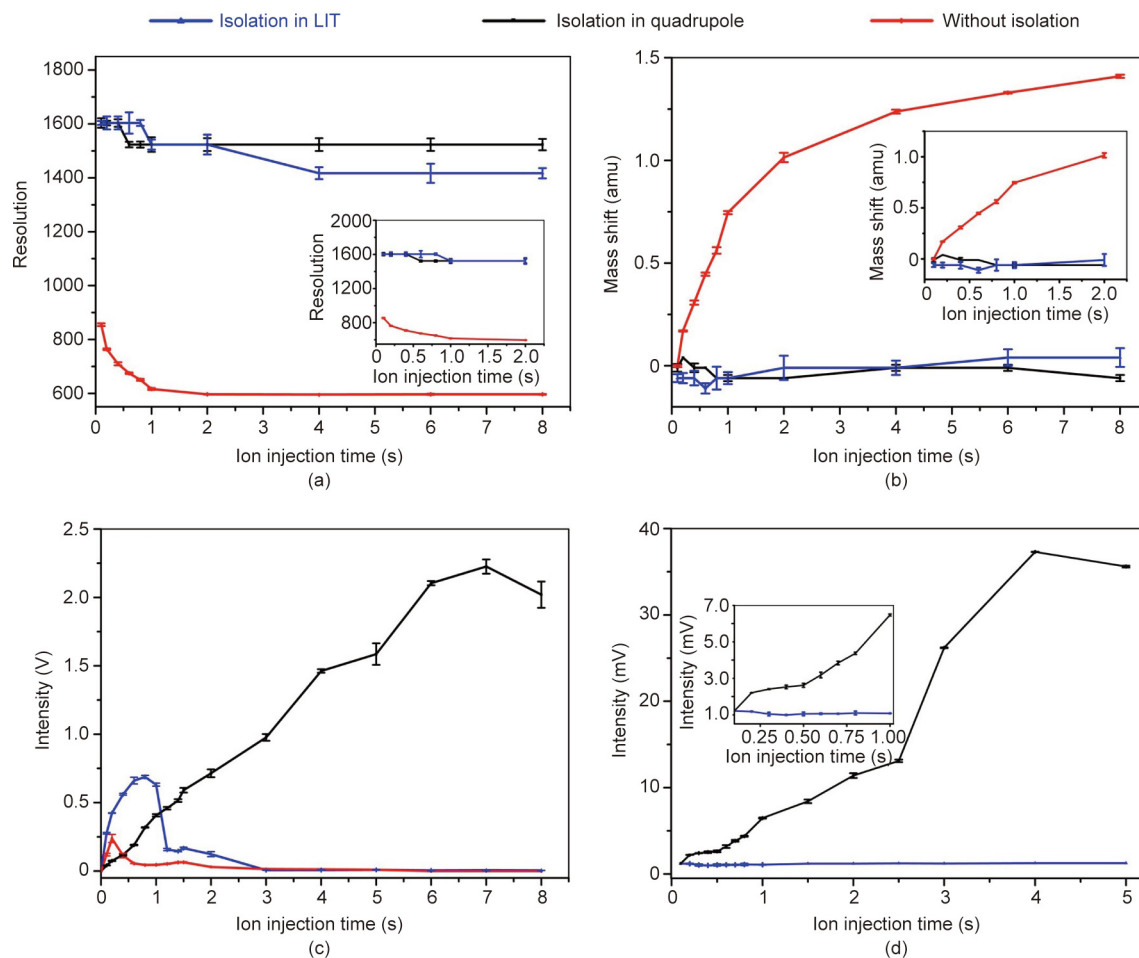 Isolation in LIT Isolation in quadrupole Without isolation
1800
1600
1400
1200
1000
800
600
Resolution
2000
1600
1200
800
Resolution
0 0.5 1.0 1.5 2.0
Ion injection time (s)
0 1 2 3 4 5 6 7 8
Ion injection time (s)
(a)
1.5
1.0
0.5
0
Mass shift (amu)
1.0
0.5
0
Mass shift (amu)
0 0.5 1.0 1.5 2.0
Ion injection time (s)
0 1 2 3 4 5 6 7 8
Ion injection time (s)
(b)
2.5
2.0
1.5
1.0
0.5
0
Intensity (V)
0 1 2 3 4 5 6 7 8
Ion injection time (s)
(c)
40
30
20
10
0
Intensity (mV)
7.0
5.0
3.0
1.0
Intensity (mV)
0.25 0.50 0.75 1.00
Ion injection time (s)
0 1 2 3 4 5
Ion injection time (s)
(d)